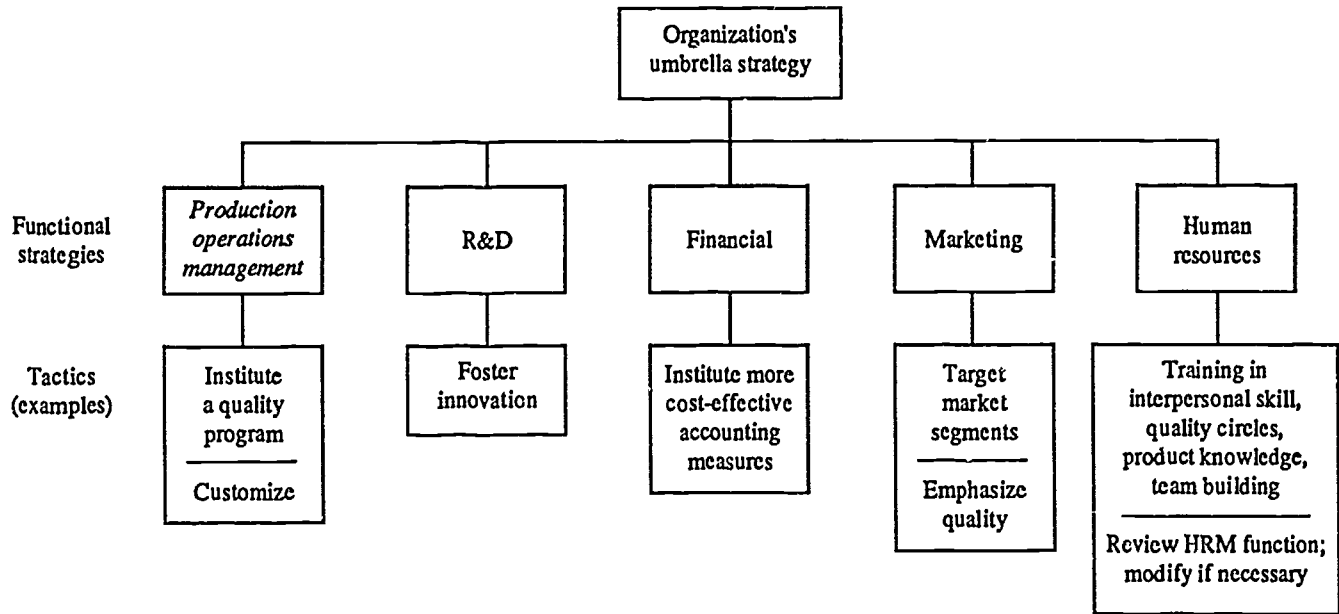 Organization's
umbrella strategy
Functional
strategies
Production
operations
management
R&D
Financial
Marketing
Human
resources
Tactics
(examples)
Institute
a quality
program
Customize
Foster
innovation
Institute more
cost-effective
accounting
measures
Target
market
segments
Emphasize
quality
Training in
interpersonal skill,
quality circles,
product knowledge,
team building
Review HRM function;
modify if necessary